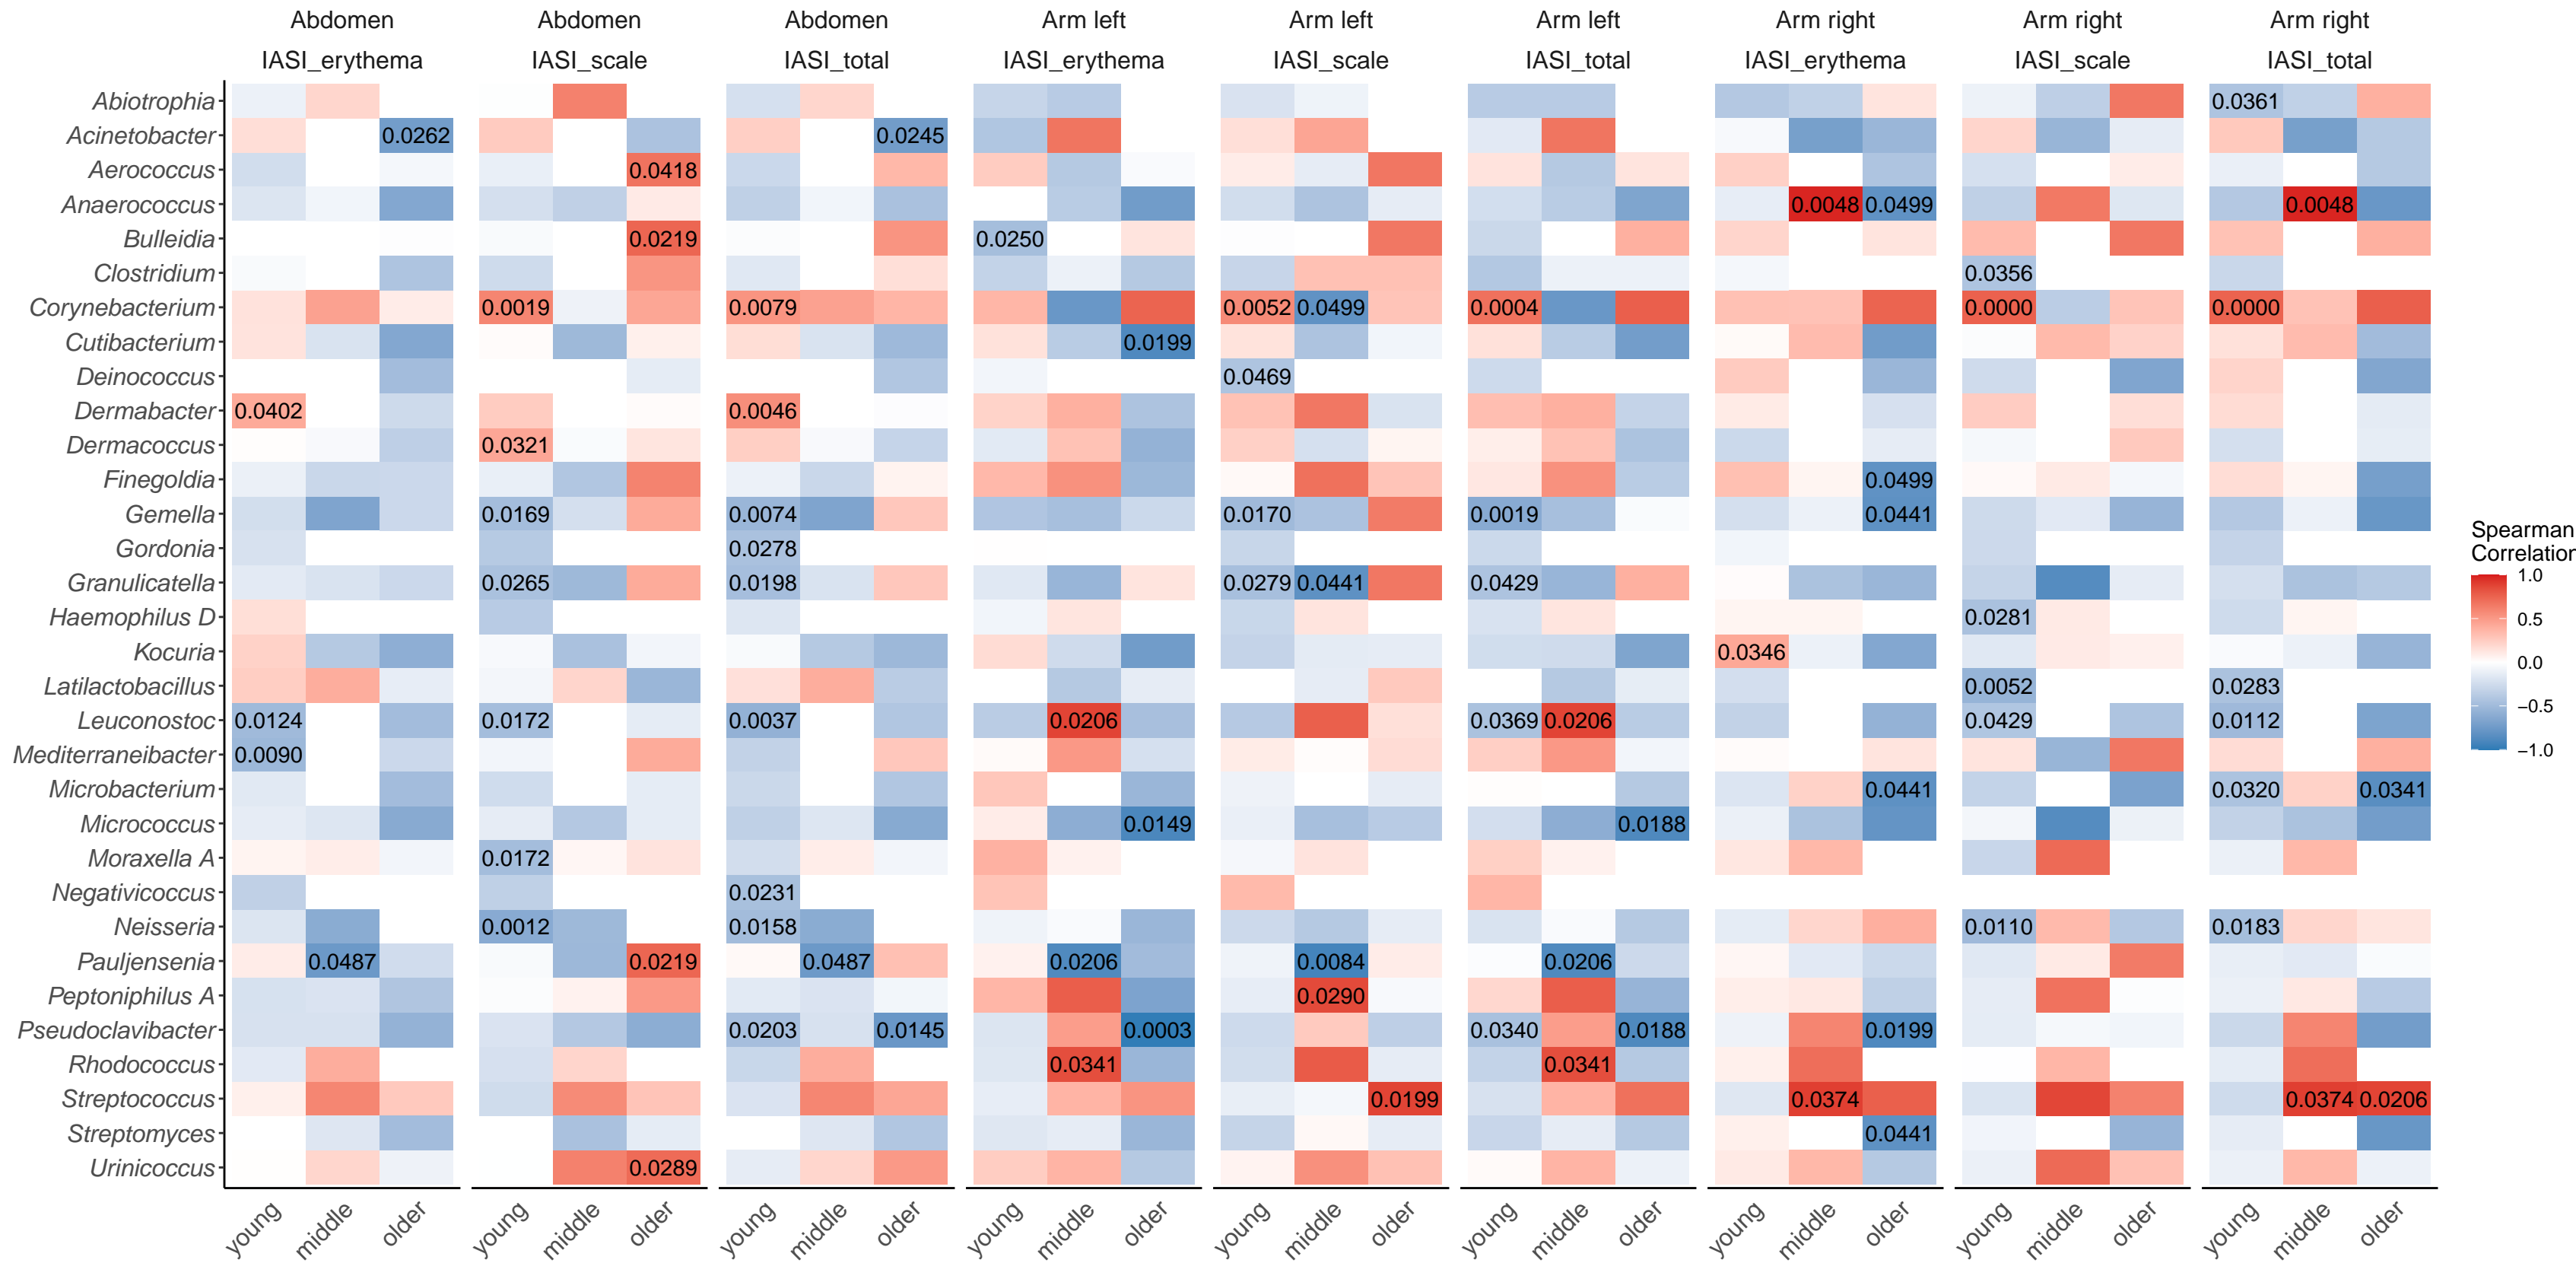 Abdomen Abdomen Abdomen Arm left Arm left Arm left Arm right Arm right Arm right
IASI_erythema IASI_scale IASI_total IASI_erythema IASI_scale IASI_total IASI_erythema IASI_scale IASI_total
Abiotrophia 0.0361
Acinetobacter 0.0262 0.0245
Aerococcus 0.0418
Anaerococcus 0.0048 0.0499 0.0048
Bulleidia 0.0219 0.0250
Clostridium 0.0356
Corynebacterium 0.0019 0.0079 0.0052 0.0499 0.0004 0.0000 0.0000
Cutibacterium 0.0199
Deinococcus 0.0469
Dermabacter 0.0402 0.0046
Dermacoccus 0.0321
Finegoldia 0.0499
Gemella 0.0169 0.0074 0.0170 0.0019 0.0441
Gordonia 0.0278
Granulicatella 0.0265 0.0198 0.0279 0.0441 0.0429
Haemophilus D 0.0281
Kocuria 0.0346
Latilactobacillus 0.0052 0.0283
Leuconostoc 0.0124 0.0172 0.0037 0.0206 0.0369 0.0206 0.0429 0.0112
Mediterraneibacter 0.0090
Microbacterium 0.0441 0.0320 0.0341
Micrococcus 0.0149 0.0188
Moraxella A 0.0172
Negativicoccus 0.0231
Neisseria 0.0012 0.0158 0.0110 0.0183
Pauljensenia 0.0487 0.0219 0.0487 0.0206 0.0084 0.0206
Peptoniphilus A 0.0290
Pseudoclavibacter 0.0203 0.0145 0.0003 0.0340 0.0188 0.0199
Rhodococcus 0.0341 0.0341
Streptococcus 0.0199 0.0374 0.0374 0.0206
Streptomyces 0.0441
Urinicoccus 0.0289
young middle older young middle older young middle older young middle older young middle older young middle older young middle older young middle older young middle older
Spearman
Correlation
1.0
0.5
0.0
−0.5
−1.0